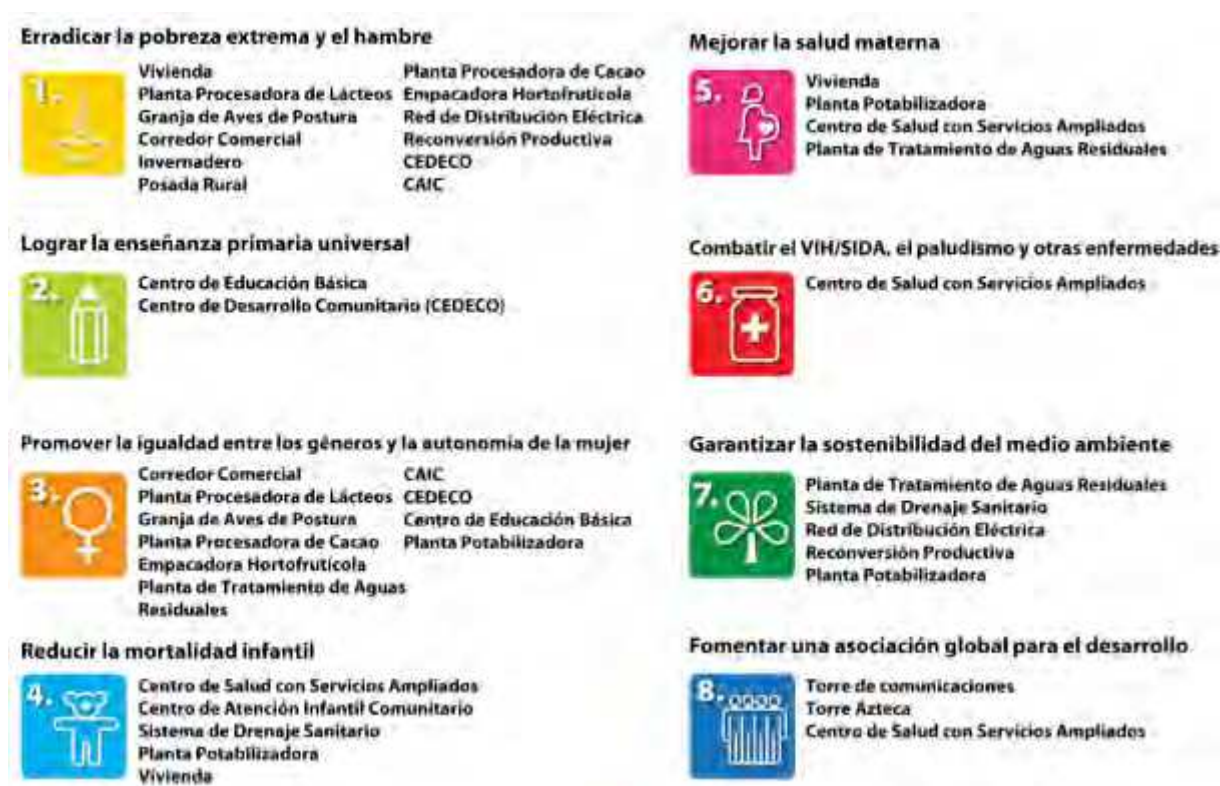 Erradicar la pobreza extrema y el hambre
1.
Vivienda
Planta Procesadora de Lácteos
Granja de Aves de Postura
Corredor Comercial
Invernadero
Posada Rural
Planta Procesadora de Cacao
Empacadora Hortofrutícola
Red de Distribución Eléctrica
Reconversión Productiva
CEDECO
CAIC
Lograr la enseñanza primaria universal
2.
Centro de Educación Básica
Centro de Desarrollo Comunitario (CEDECO)
Promover la igualdad entre los géneros y la autonomía de la mujer
3.
Corredor Comercial
Planta Procesadora de Lácteos
Granja de Aves de Postura
Planta Procesadora de Cacao
Empacadora Hortofrutícola
Planta de Tratamiento de Aguas
Residuales
CAIC
CEDECO
Centro de Educación Básica
Planta Potabilizadora
Reducir la mortalidad infantil
4.
Centro de Salud con Servicios Ampliados
Centro de Atención Infantil Comunitario
Sistema de Drenaje Sanitario
Planta Potabilizadora
Vivienda
Mejorar la salud materna
5.
Vivienda
Planta Potabilizadora
Centro de Salud con Servicios Ampliados
Planta de Tratamiento de Aguas Residuales
Combatir el VIH/SIDA, el paludismo y otras enfermedades
6.
Centro de Salud con Servicios Ampliados
Garantizar la sostenibilidad del medio ambiente
7.
Planta de Tratamiento de Aguas Residuales
Sistema de Drenaje Sanitario
Red de Distribución Eléctrica
Reconversión Productiva
Planta Potabilizadora
Fomentar una asociación global para el desarrollo
8.
Torre de comunicaciones
Torre Azteca
Centro de Salud con Servicios Ampliados